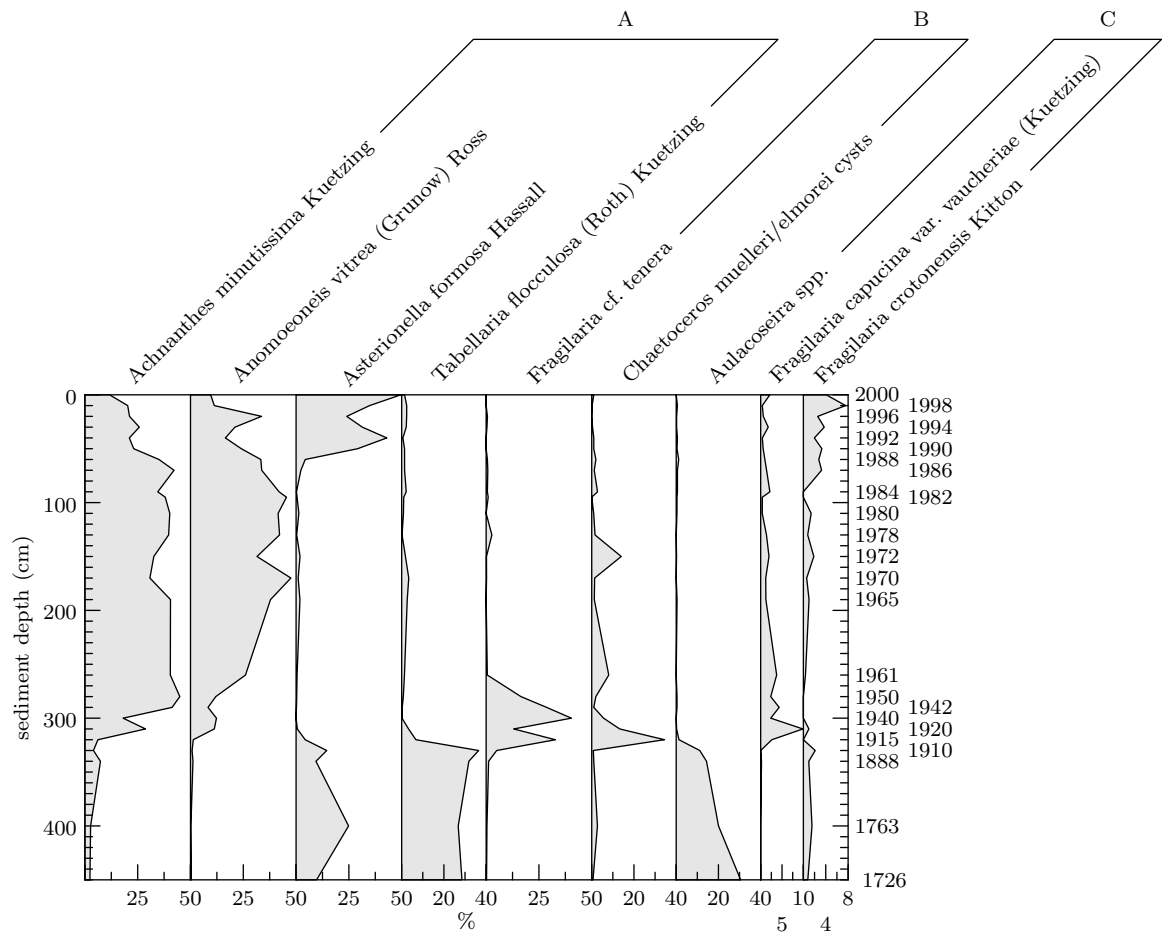 A
B
C
Achnanthes minutissima Kuetzing
Anomoeoneis vitrea (Grunow) Ross
Asterionella formosa Hassall
Tabellaria flocculosa (Roth) Kuetzing
Fragilaria cf. tenera
Chaetoceros muelleri/elmorei cysts
Aulacoseira spp.
Fragilaria capucina var. vaucheriae (Kuetzing)
Fragilaria crotonensis Kitton
0
100
200
300
400
sediment depth (cm)
2000
1998
1996
1994
1992
1990
1988
1986
1984
1982
1980
1978
1972
1970
1965
1961
1950
1942
1940
1920
1915
1910
1888
1763
1726
25 50 25 50 25 50 20 40 25 50 20 40 20 40 10 8
% 5 4